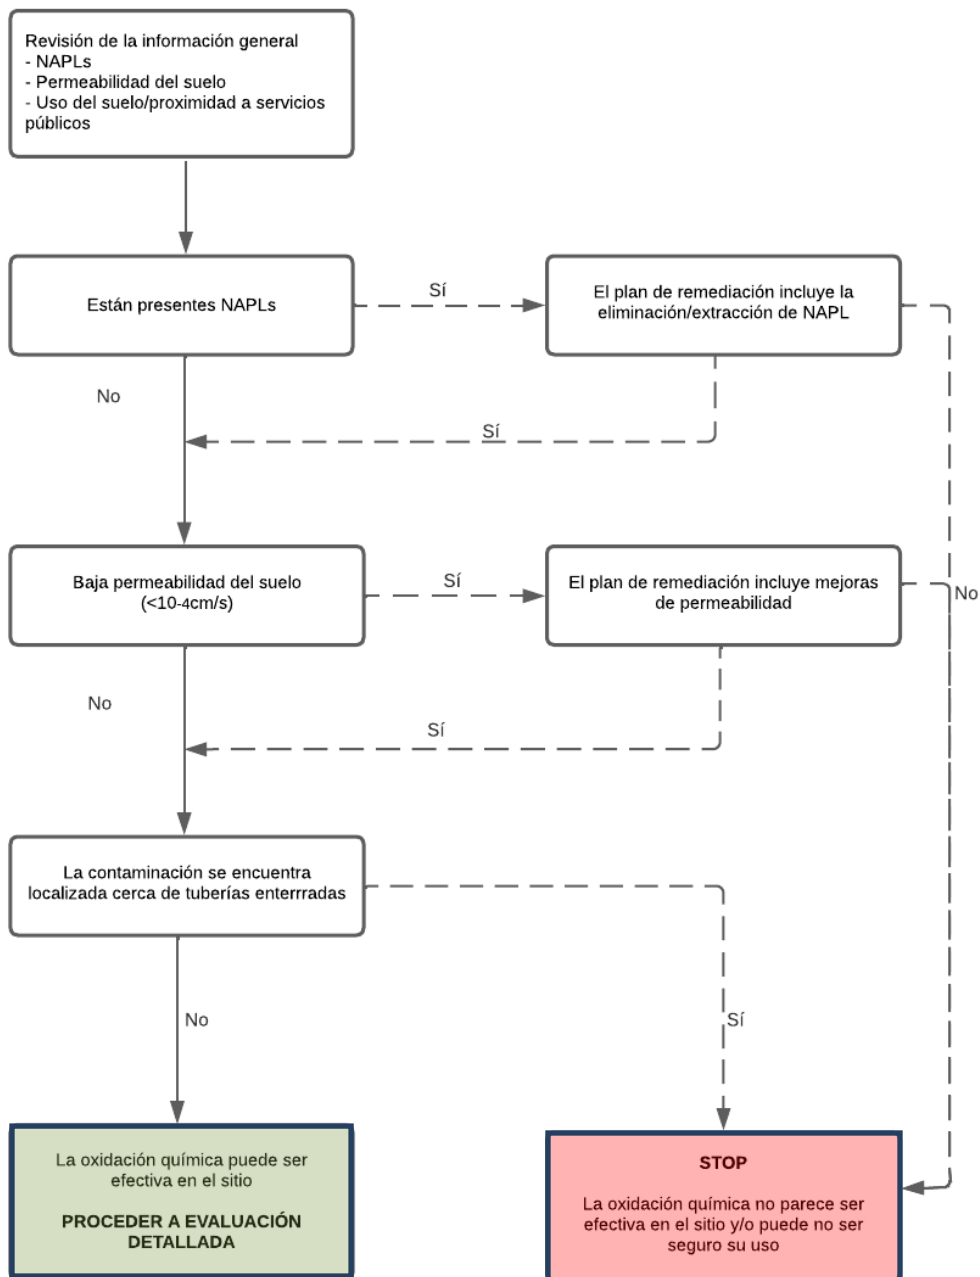 Revisión de la información general
- NAPLs
- Permeabilidad del suelo
- Uso del suelo/proximidad a servicios
públicos
Están presentes NAPLs
Sí
El plan de remediación incluye la
eliminación/extracción de NAPL
No
Sí
Baja permeabilidad del suelo
(<10-4cm/s)
Sí
El plan de remediación incluye mejoras
de permeabilidad
No
No
Sí
La contaminación se encuentra
localizada cerca de tuberías enterrradas
No
Sí
La oxidación química puede ser
efectiva en el sitio
PROCEDER A EVALUACIÓN
DETALLADA
STOP
La oxidación química no parece ser
efectiva en el sitio y/o puede no ser
seguro su uso